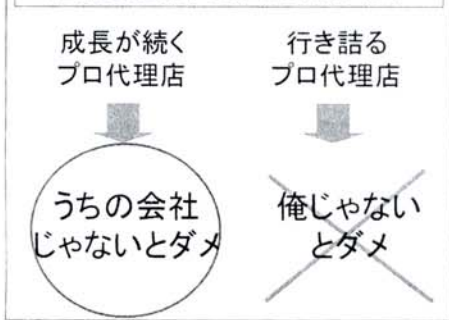 成長が続く
プロ代理店
行き詰る
プロ代理店
うちの会社
じゃないとダメ
俺じゃない
とダメ